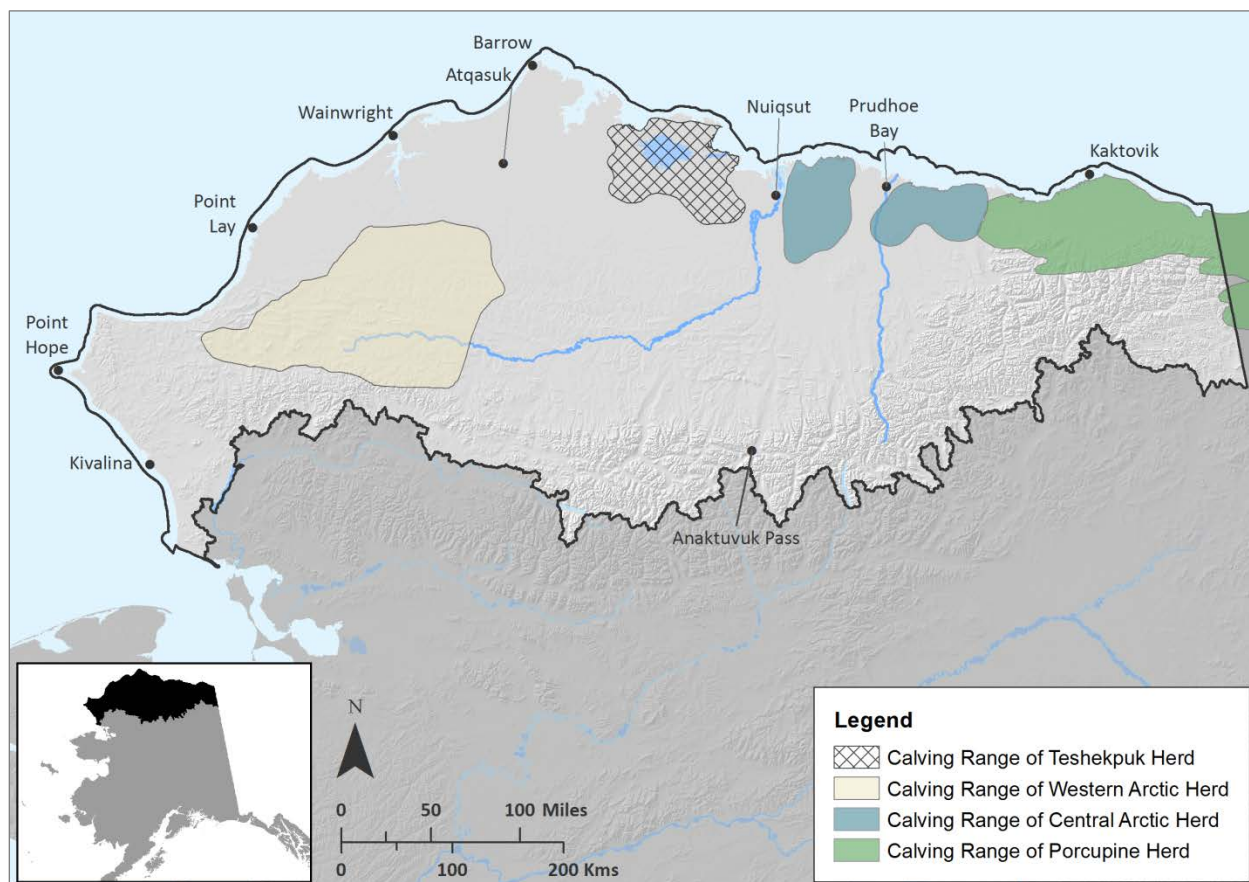 Barrow
Atqasuk
Wainwright
Nuiqsut
Prudhoe
Bay
Kaktovik
Point
Lay
Point
Hope
Kivalina
Anaktuvuk Pass
N
0 50 100 Miles
0 100 200 Kms
Legend
Calving Range of Teshekpuk Herd
Calving Range of Western Arctic Herd
Calving Range of Central Arctic Herd
Calving Range of Porcupine Herd